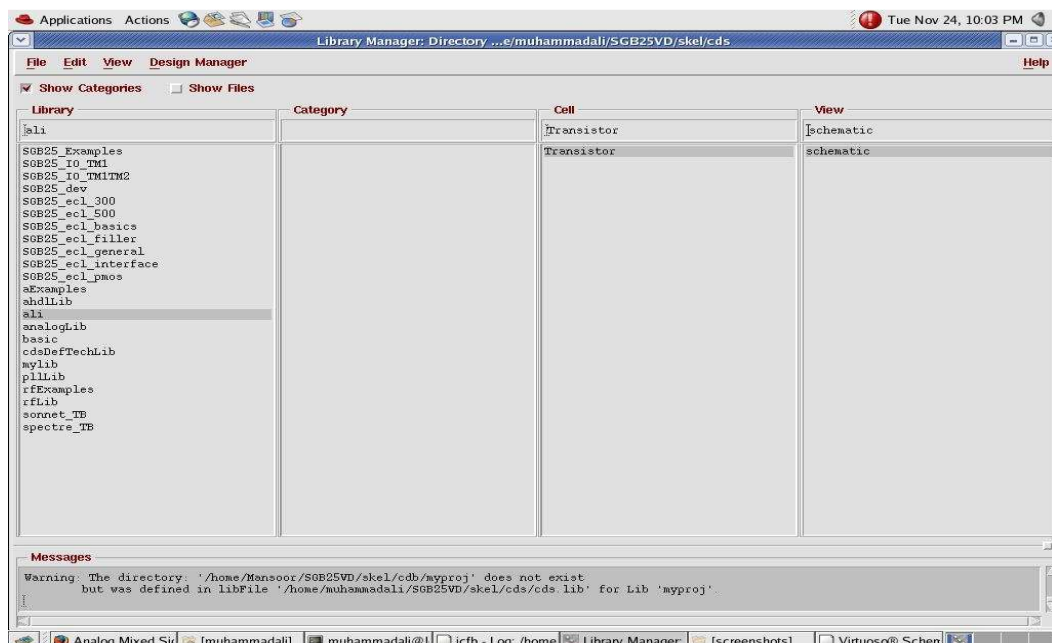 Applications Actions Tue Nov 24, 10:03 PM
Library Manager: Directory ...e/muhammadali/SGB25VD/skel/cds
File Edit View Design Manager Help
Show Categories Show Files
Library Category Cell View
ali Transistor schematic
SGB25_Examples Transistor schematic
SGB25_IO_TM1
SGB25_IO_TM1TM2
SGB25_dev
SGB25_ecl_300
SGB25_ecl_500
SGB25_ecl_basics
SGB25_ecl_filler
SGB25_ecl_general
SGB25_ecl_interface
SGB25_ecl_pmos
aExamples
ahdlLib
ali
analogLib
basic
cdsDefTechLib
mylib
pllLib
rfExamples
rfLib
sonnet_TB
spectre_TB
Messages
Warning: The directory: '/home/Mansoor/SGB25VD/skel/cdb/myproj' does not exist
but was defined in libFile '/home/muhammadali/SGB25VD/skel/cds/cds.lib' for Lib 'myproj'.
Analog Mixed Sig [muhammadali] muhammadali@l icfb - Log: /home Library Manager: [screenshots] Virtuoso® Schem